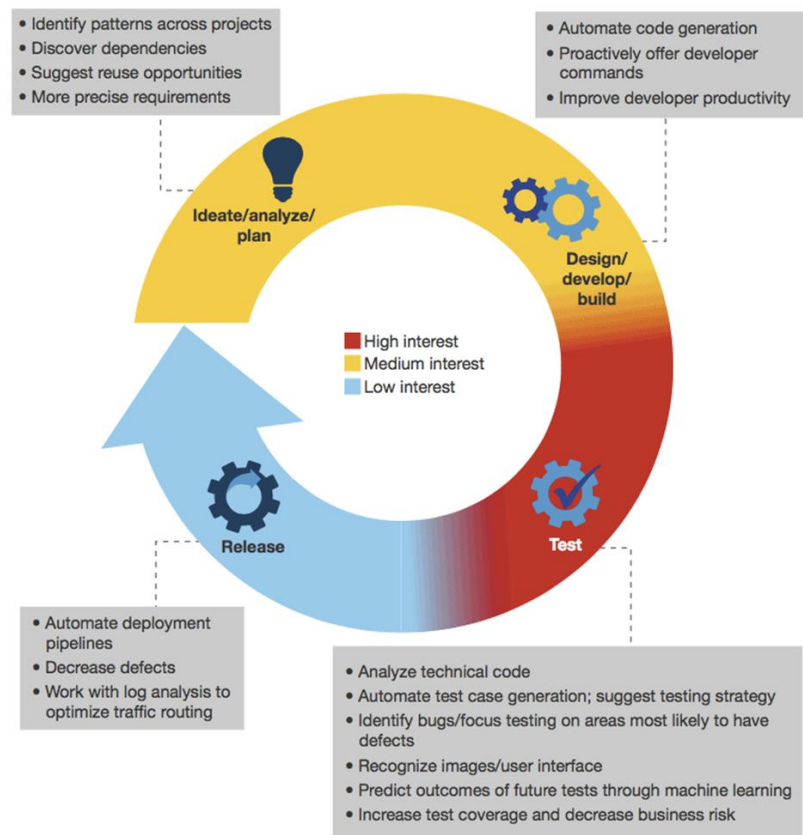 • Identify patterns across projects
• Discover dependencies
• Suggest reuse opportunities
• More precise requirements
• Automate code generation
• Proactively offer developer
commands
• Improve developer productivity
Ideate/analyze/
plan
Design/
develop/
build
High interest
Medium interest
Low interest
Release
Test
• Automate deployment
pipelines
• Decrease defects
• Work with log analysis to
optimize traffic routing
• Analyze technical code
• Automate test case generation; suggest testing strategy
• Identify bugs/focus testing on areas most likely to have
defects
• Recognize images/user interface
• Predict outcomes of future tests through machine learning
• Increase test coverage and decrease business risk